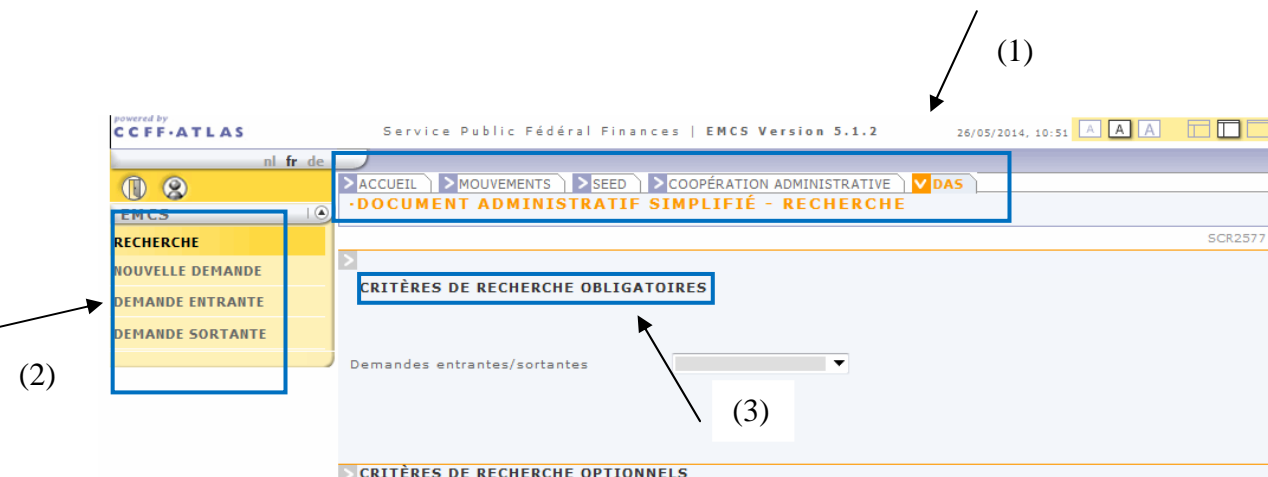 (1)
powered by
CCFF·ATLAS
Service Public Fédéral Finances | EMCS Version 5.1.2
26/05/2014, 10:51 A A A
nl fr de
ACCUEIL MOUVEMENTS SEED COOPÉRATION ADMINISTRATIVE DAS
·DOCUMENT ADMINISTRATIF SIMPLIFIÉ - RECHERCHE
EMCS
SCR2577
RECHERCHE
NOUVELLE DEMANDE
DEMANDE ENTRANTE
DEMANDE SORTANTE
(2)
CRITÈRES DE RECHERCHE OBLIGATOIRES
Demandes entrantes/sortantes
(3)
CRITÈRES DE RECHERCHE OPTIONNELS